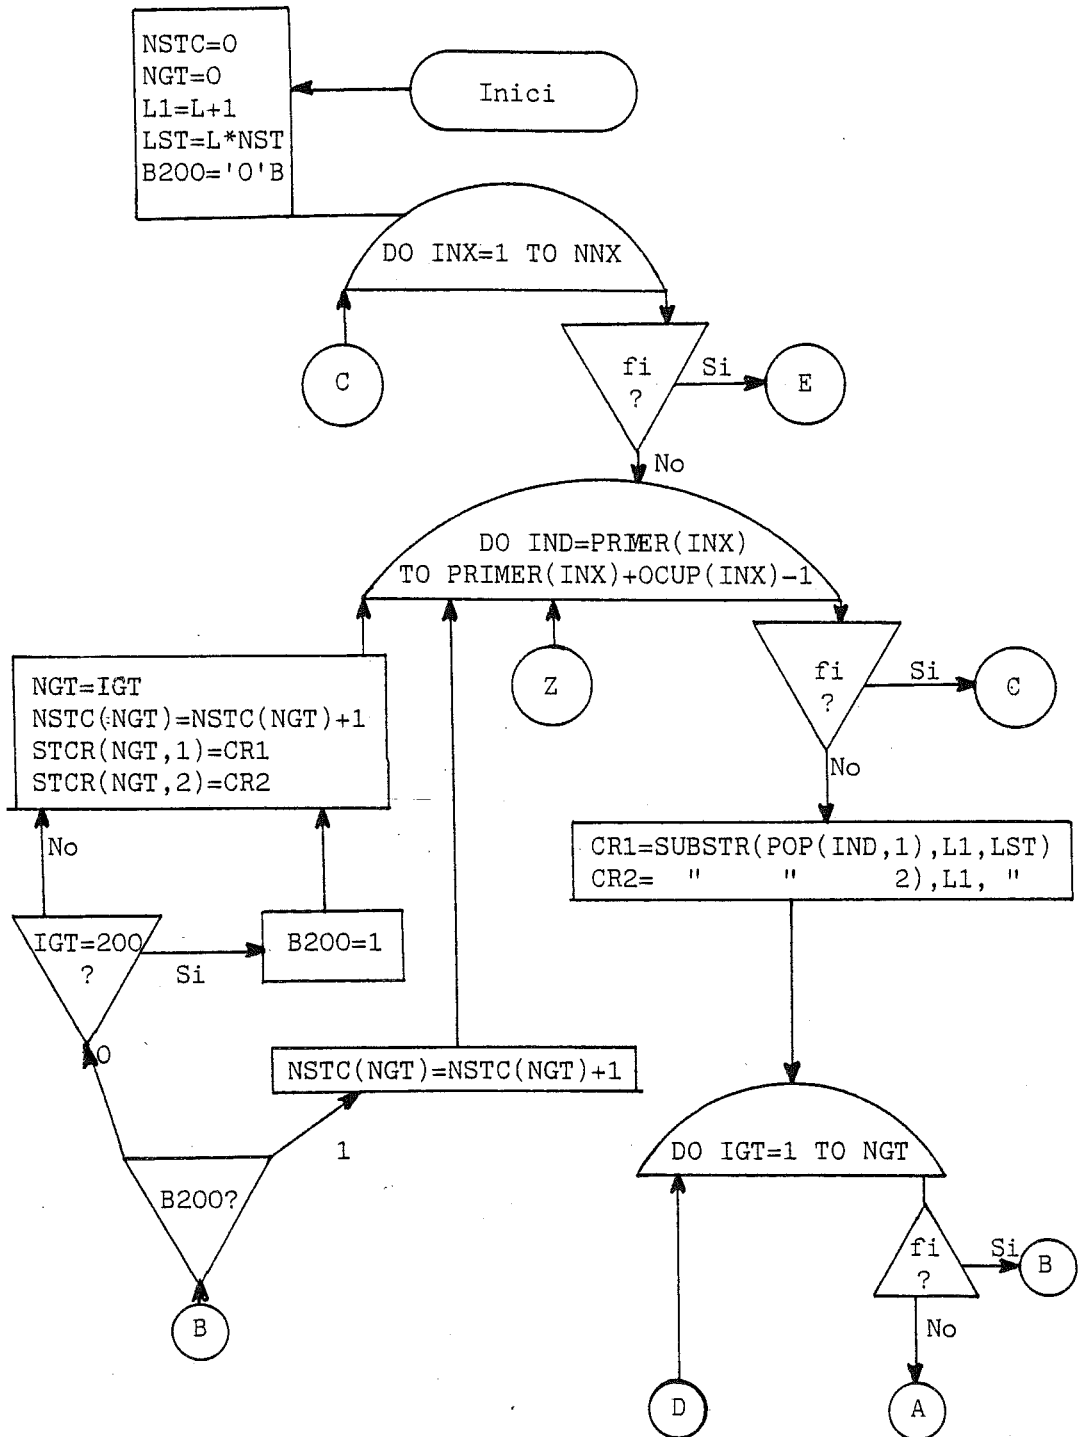 NSTC=0
NGT=0
L1=L+1
LST=L*NST
B200='0'B
Inici
DO INX=1 TO NNX
C
fi
?
Si
E
No
DO IND=PRIMER(INX)
TO PRIMER(INX)+OCUP(INX)-1
Z
fi
?
Si
C
No
NGT=IGT
NSTC(NGT)=NSTC(NGT)+1
STCR(NGT,1)=CR1
STCR(NGT,2)=CR2
CR1=SUBSTR(POP(IND,1),L1,LST)
CR2= " " 2),L1, "
No
IGT=200
?
Si
B200=1
0
NSTC(NGT)=NSTC(NGT)+1
1
B200?
B
DO IGT=1 TO NGT
fi
?
Si
B
No
D
A